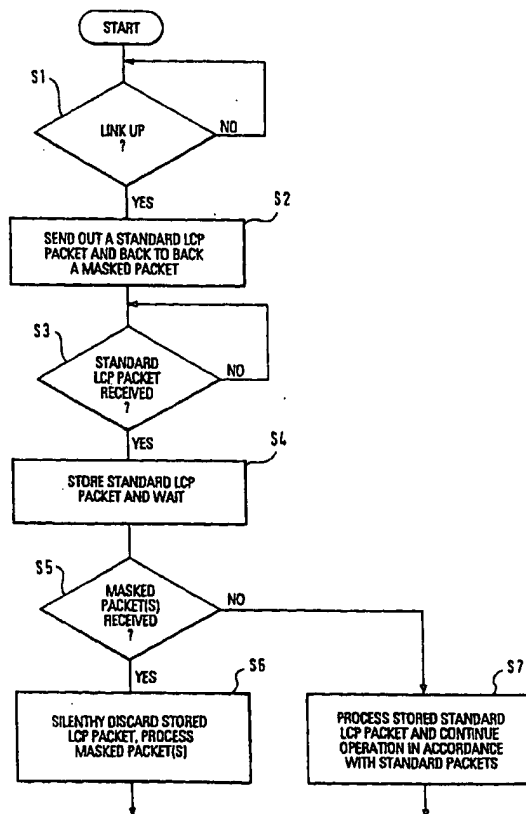 START
S1
LINK UP
?
NO
YES
S2
SEND OUT A STANDARD LCP
PACKET AND BACK TO BACK
A MASKED PACKET
S3
STANDARD
LCP PACKET
RECEIVED
?
NO
YES
S4
STORE STANDARD LCP
PACKET AND WAIT
S5
MASKED
PACKET(S)
RECEIVED
?
NO
YES
S6
SILENTHY DISCARD STORED
LCP PACKET, PROCESS
MASKED PACKET(S)
S7
PROCESS STORED STANDARD
LCP PACKET AND CONTINUE
OPERATION IN ACCORDANCE
WITH STANDARD PACKETS